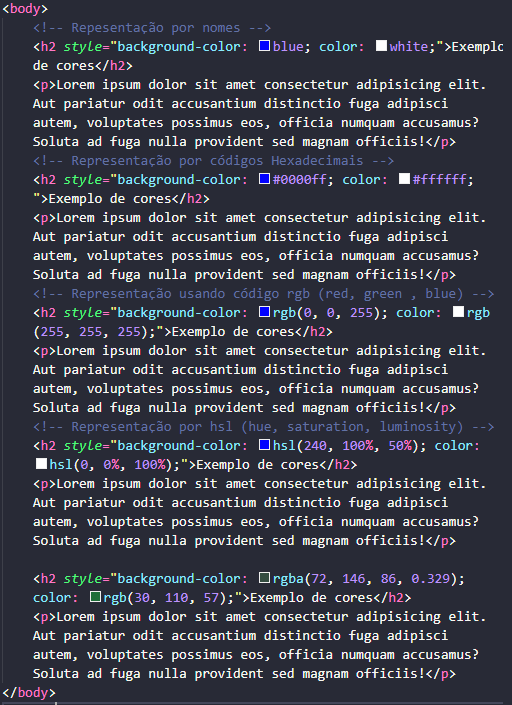 <body>
<!-- Repesentação por nomes -->
<h2 style="background-color: blue; color: white;">Exemplo
de cores</h2>
<p>Lorem ipsum dolor sit amet consectetur adipisicing elit.
Aut pariatur odit accusantium distinctio fuga adipisci
autem, voluptates possimus eos, officia numquam accusamus?
Soluta ad fuga nulla provident sed magnam officiis!</p>
<!-- Representação por códigos Hexadecimais -->
<h2 style="background-color: #0000ff; color: #ffffff;
">Exemplo de cores</h2>
<p>Lorem ipsum dolor sit amet consectetur adipisicing elit.
Aut pariatur odit accusantium distinctio fuga adipisci
autem, voluptates possimus eos, officia numquam accusamus?
Soluta ad fuga nulla provident sed magnam officiis!</p>
<!-- Representação usando código rgb (red, green , blue) -->
<h2 style="background-color: rgb(0, 0, 255); color: rgb
(255, 255, 255);">Exemplo de cores</h2>
<p>Lorem ipsum dolor sit amet consectetur adipisicing elit.
Aut pariatur odit accusantium distinctio fuga adipisci
autem, voluptates possimus eos, officia numquam accusamus?
Soluta ad fuga nulla provident sed magnam officiis!</p>
<!-- Representação por hsl (hue, saturation, luminosity) -->
<h2 style="background-color: hsl(240, 100%, 50%); color:
hsl(0, 0%, 100%);">Exemplo de cores</h2>
<p>Lorem ipsum dolor sit amet consectetur adipisicing elit.
Aut pariatur odit accusantium distinctio fuga adipisci
autem, voluptates possimus eos, officia numquam accusamus?
Soluta ad fuga nulla provident sed magnam officiis!</p>
<h2 style="background-color: rgba(72, 146, 86, 0.329);
color: rgb(30, 110, 57);">Exemplo de cores</h2>
<p>Lorem ipsum dolor sit amet consectetur adipisicing elit.
Aut pariatur odit accusantium distinctio fuga adipisci
autem, voluptates possimus eos, officia numquam accusamus?
Soluta ad fuga nulla provident sed magnam officiis!</p>
</body>